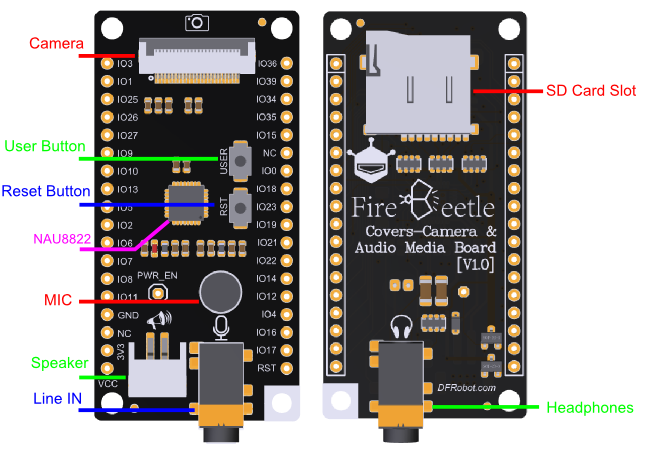 Camera
User Button
Reset Button
NAU8822
MIC
Speaker
Line IN
IO3
IO1
IO25
IO26
IO27
IO9
IO10
IO13
IO5
IO2
IO6
IO7
IO8
IO11
GND
NC
3V3
VCC
PWR_EN
USER
RST
IO36
IO39
IO34
IO35
IO15
NC
IO0
IO18
IO23
IO19
IO21
IO22
IO14
IO12
IO4
IO16
IO17
RST
SD Card Slot
Fire Beetle
Covers-Camera &
Audio Media Board
[V1.0]
DFRobot.com
Headphones